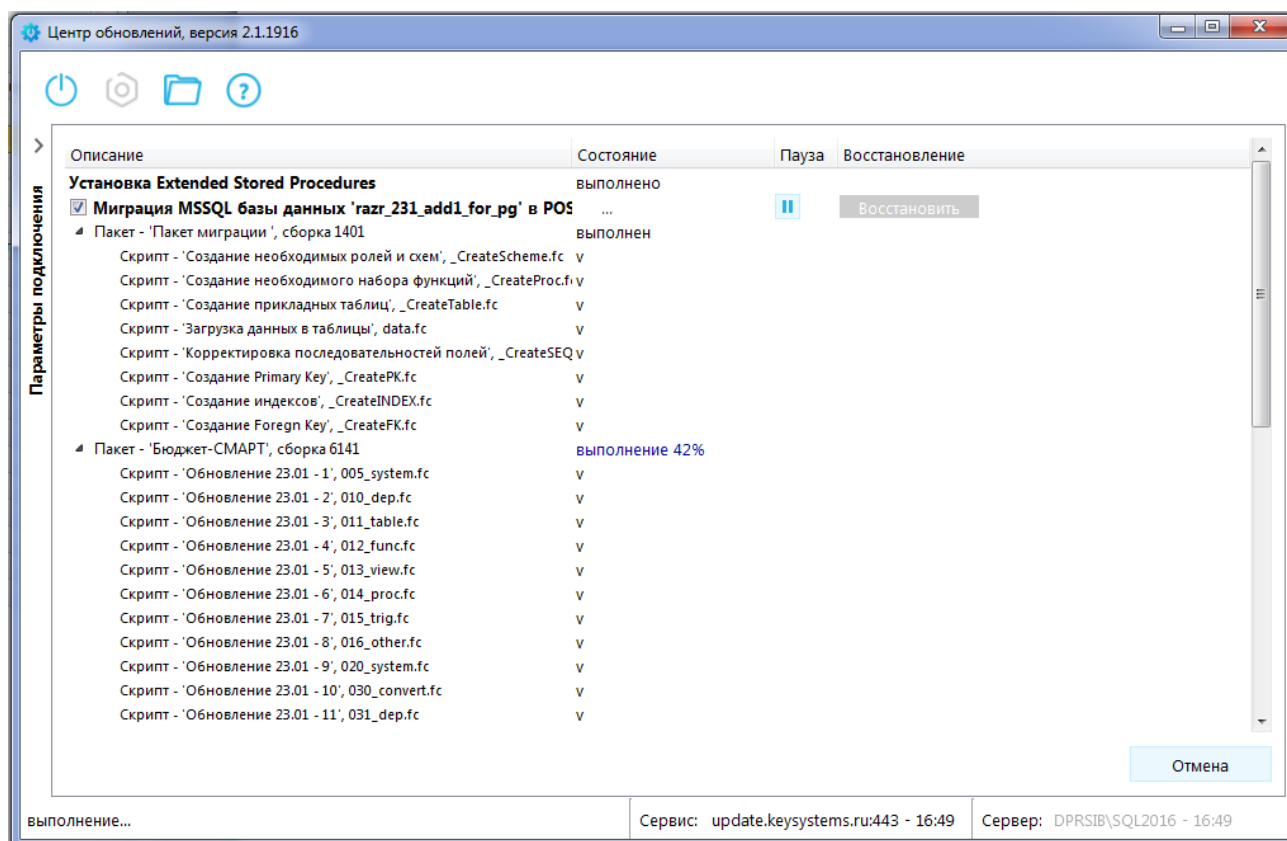 Центр обновлений, версия 2.1.1916
?
Описание Состояние Пауза Восстановление
Установка Extended Stored Procedures выполнено
Миграция MSSQL базы данных 'razr_231_add1_for_pg' в POS ... Восстановить
Пакет - 'Пакет миграции ', сборка 1401 выполнен
Скрипт - 'Создание необходимых ролей и схем', _CreateScheme.fc v
Скрипт - 'Создание необходимого набора функций', _CreateProc.f v
Скрипт - 'Создание прикладных таблиц', _CreateTable.fc v
Скрипт - 'Загрузка данных в таблицы', data.fc v
Скрипт - 'Корректировка последовательностей полей', _CreateSEQ v
Скрипт - 'Создание Primary Key', _CreatePK.fc v
Скрипт - 'Создание индексов', _CreateINDEX.fc v
Скрипт - 'Создание Foregn Key', _CreateFK.fc v
Пакет - 'Бюджет-СМАРТ', сборка 6141 выполнение 42%
Скрипт - 'Обновление 23.01 - 1', 005_system.fc v
Скрипт - 'Обновление 23.01 - 2', 010_dep.fc v
Скрипт - 'Обновление 23.01 - 3', 011_table.fc v
Скрипт - 'Обновление 23.01 - 4', 012_func.fc v
Скрипт - 'Обновление 23.01 - 5', 013_view.fc v
Скрипт - 'Обновление 23.01 - 6', 014_proc.fc v
Скрипт - 'Обновление 23.01 - 7', 015_trig.fc v
Скрипт - 'Обновление 23.01 - 8', 016_other.fc v
Скрипт - 'Обновление 23.01 - 9', 020_system.fc v
Скрипт - 'Обновление 23.01 - 10', 030_convert.fc v
Скрипт - 'Обновление 23.01 - 11', 031_dep.fc v
Параметры подключения
Отмена
выполнение... Сервис: update.keysystems.ru:443 - 16:49 Сервер: DPRSIB\SQL2016 - 16:49